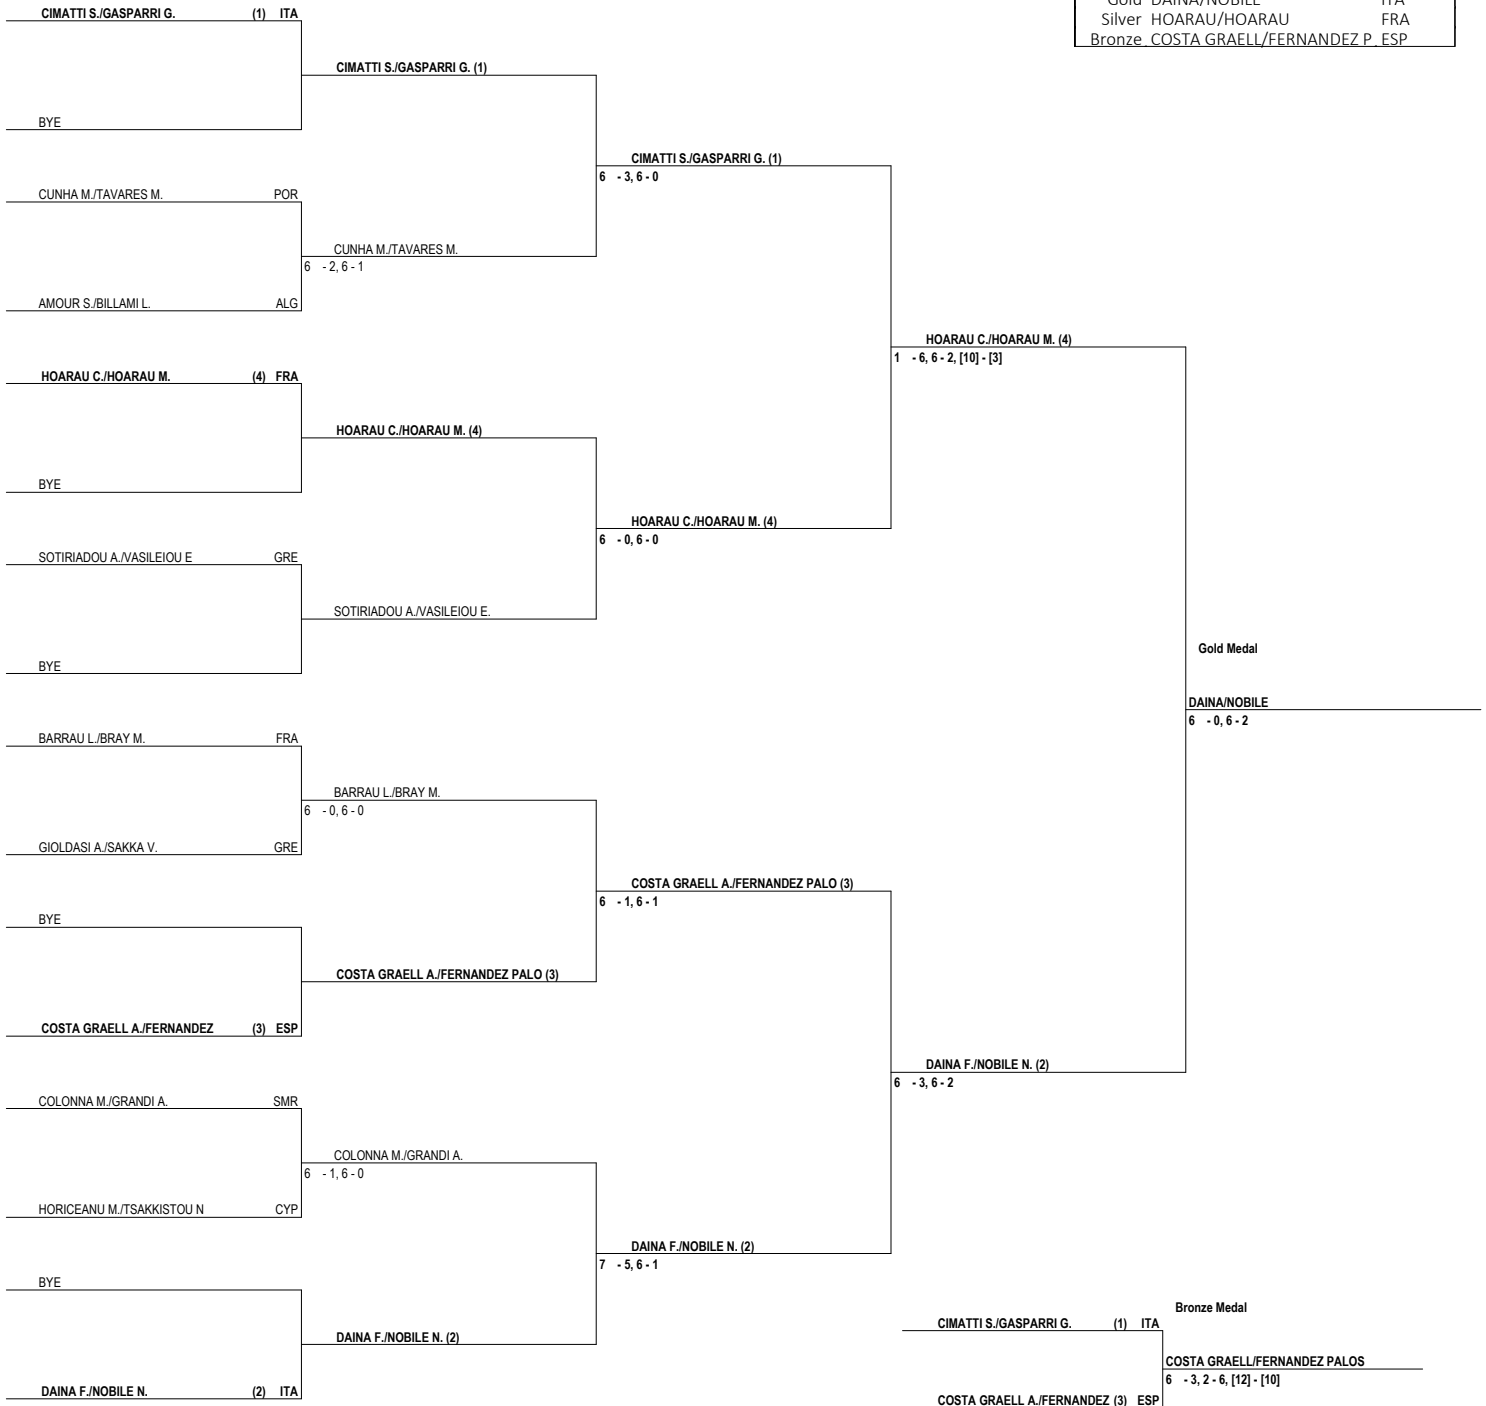 CIMATTI S./GASPARRI G. (1) ITA
Gold DAINA/NOBILE ITA
Silver HOARAU/HOARAU FRA
Bronze COSTA GRAELL/FERNANDEZ P. ESP
CIMATTI S./GASPARRI G. (1)
BYE
CIMATTI S./GASPARRI G. (1)
6 - 3, 6 - 0
CUNHA M./TAVARES M. POR
CUNHA M./TAVARES M.
6 - 2, 6 - 1
AMOUR S./BILLAMI L. ALG
HOARAU C./HOARAU M. (4)
1 - 6, 6 - 2, [10] - [3]
HOARAU C./HOARAU M. (4) FRA
HOARAU C./HOARAU M. (4)
BYE
HOARAU C./HOARAU M. (4)
6 - 0, 6 - 0
SOTIRIADOU A./VASILEIOU E GRE
SOTIRIADOU A./VASILEIOU E.
BYE
Gold Medal
DAINA/NOBILE
6 - 0, 6 - 2
BARRAU L./BRAY M. FRA
BARRAU L./BRAY M.
6 - 0, 6 - 0
GIOLDASI A./SAKKA V. GRE
COSTA GRAELL A./FERNANDEZ PALO (3)
6 - 1, 6 - 1
BYE
COSTA GRAELL A./FERNANDEZ PALO (3)
COSTA GRAELL A./FERNANDEZ (3) ESP
DAINA F./NOBILE N. (2)
6 - 3, 6 - 2
COLONNA M./GRANDI A. SMR
COLONNA M./GRANDI A.
6 - 1, 6 - 0
HORICEANU M./TSAKKISTOU N CYP
DAINA F./NOBILE N. (2)
7 - 5, 6 - 1
BYE
DAINA F./NOBILE N. (2)
DAINA F./NOBILE N. (2) ITA
Bronze Medal
CIMATTI S./GASPARRI G. (1) ITA
COSTA GRAELL/FERNANDEZ PALOS
6 - 3, 2 - 6, [12] - [10]
COSTA GRAELL A./FERNANDEZ (3) ESP